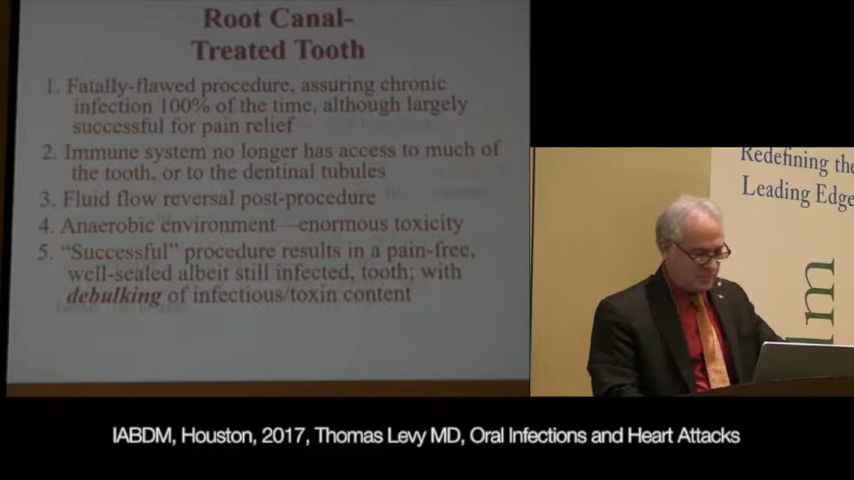 Root Canal-
Treated Tooth
1. Fatally-flawed procedure, assuring chronic
infection 100% of the time, although largely
successful for pain relief
2. Immune system no longer has access to much of
the tooth, or to the dentinal tubules
3. Fluid flow reversal post-procedure
4. Anaerobic environment—enormous toxicity
5. “Successful” procedure results in a pain-free,
well-sealed albeit still infected, tooth; with
debulking of infectious/toxin content
Redefining the
Leading Edge
dm
IABDM, Houston, 2017, Thomas Levy MD, Oral Infections and Heart Attacks